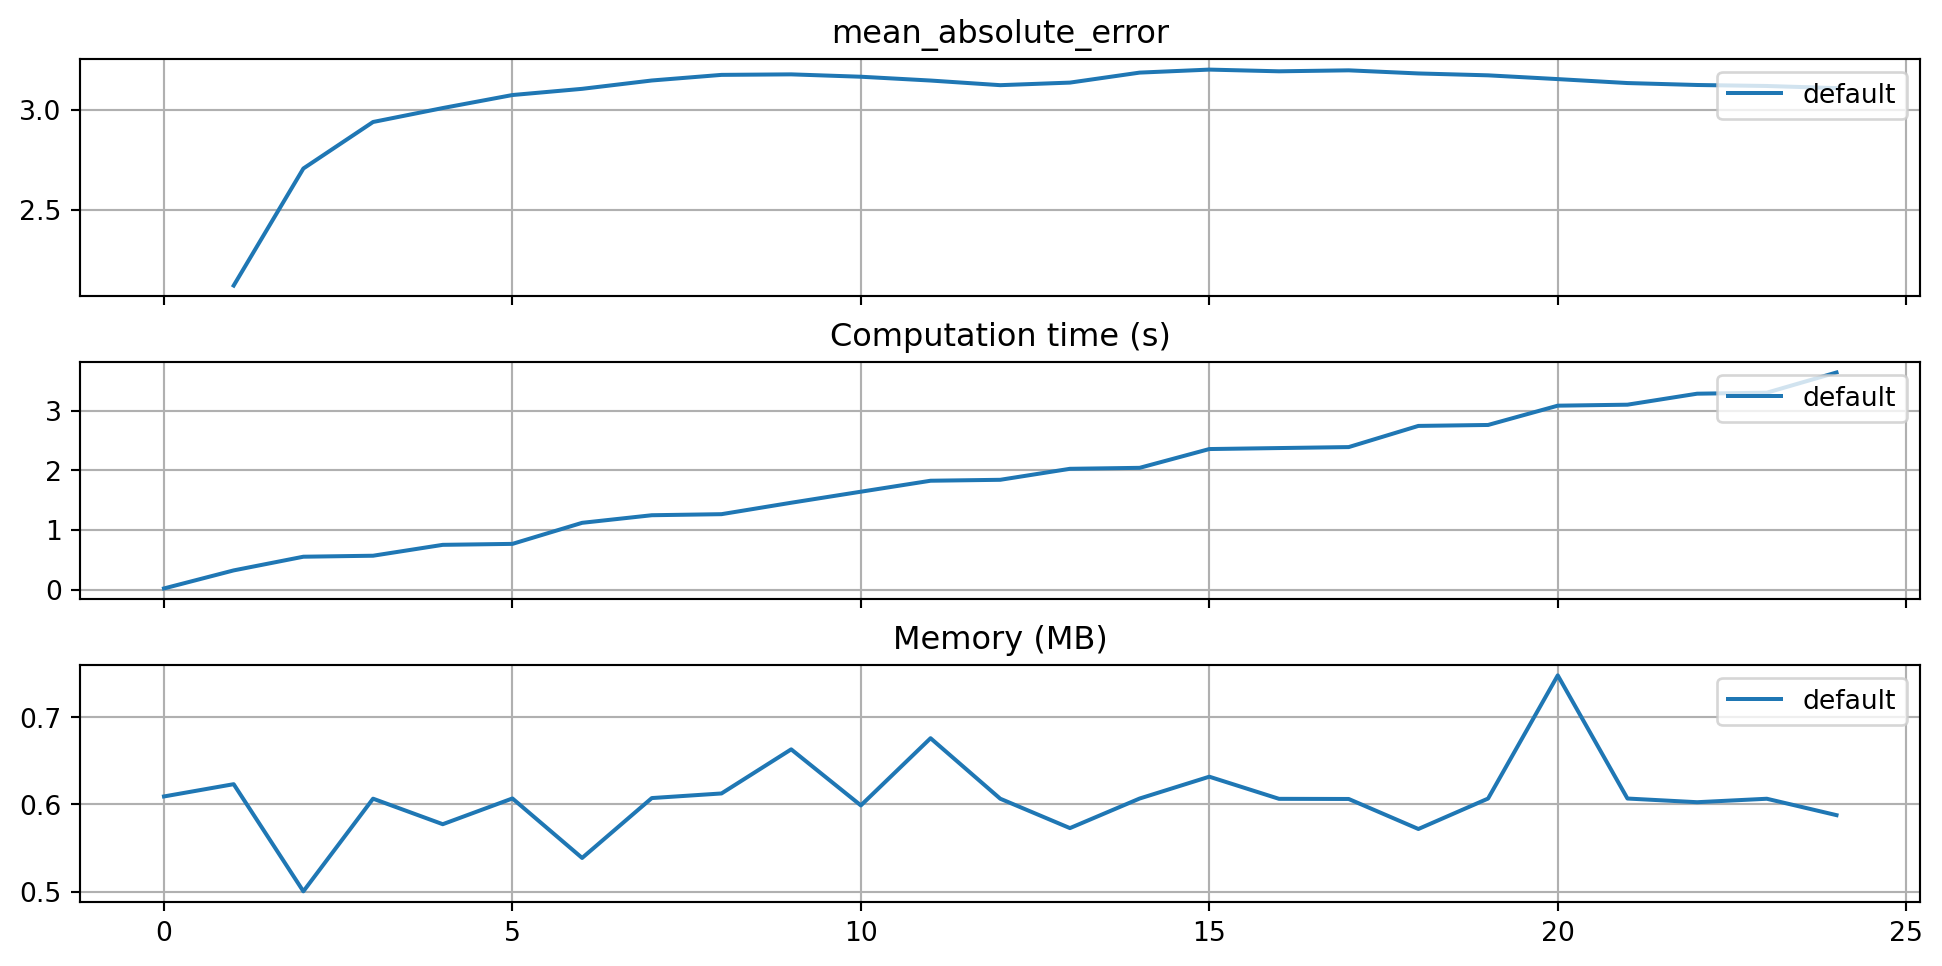 mean_absolute_error
3.0
2.5
default
Computation time (s)
3
2
1
0
default
Memory (MB)
0.7
0.6
0.5
default
0 5 10 15 20 25